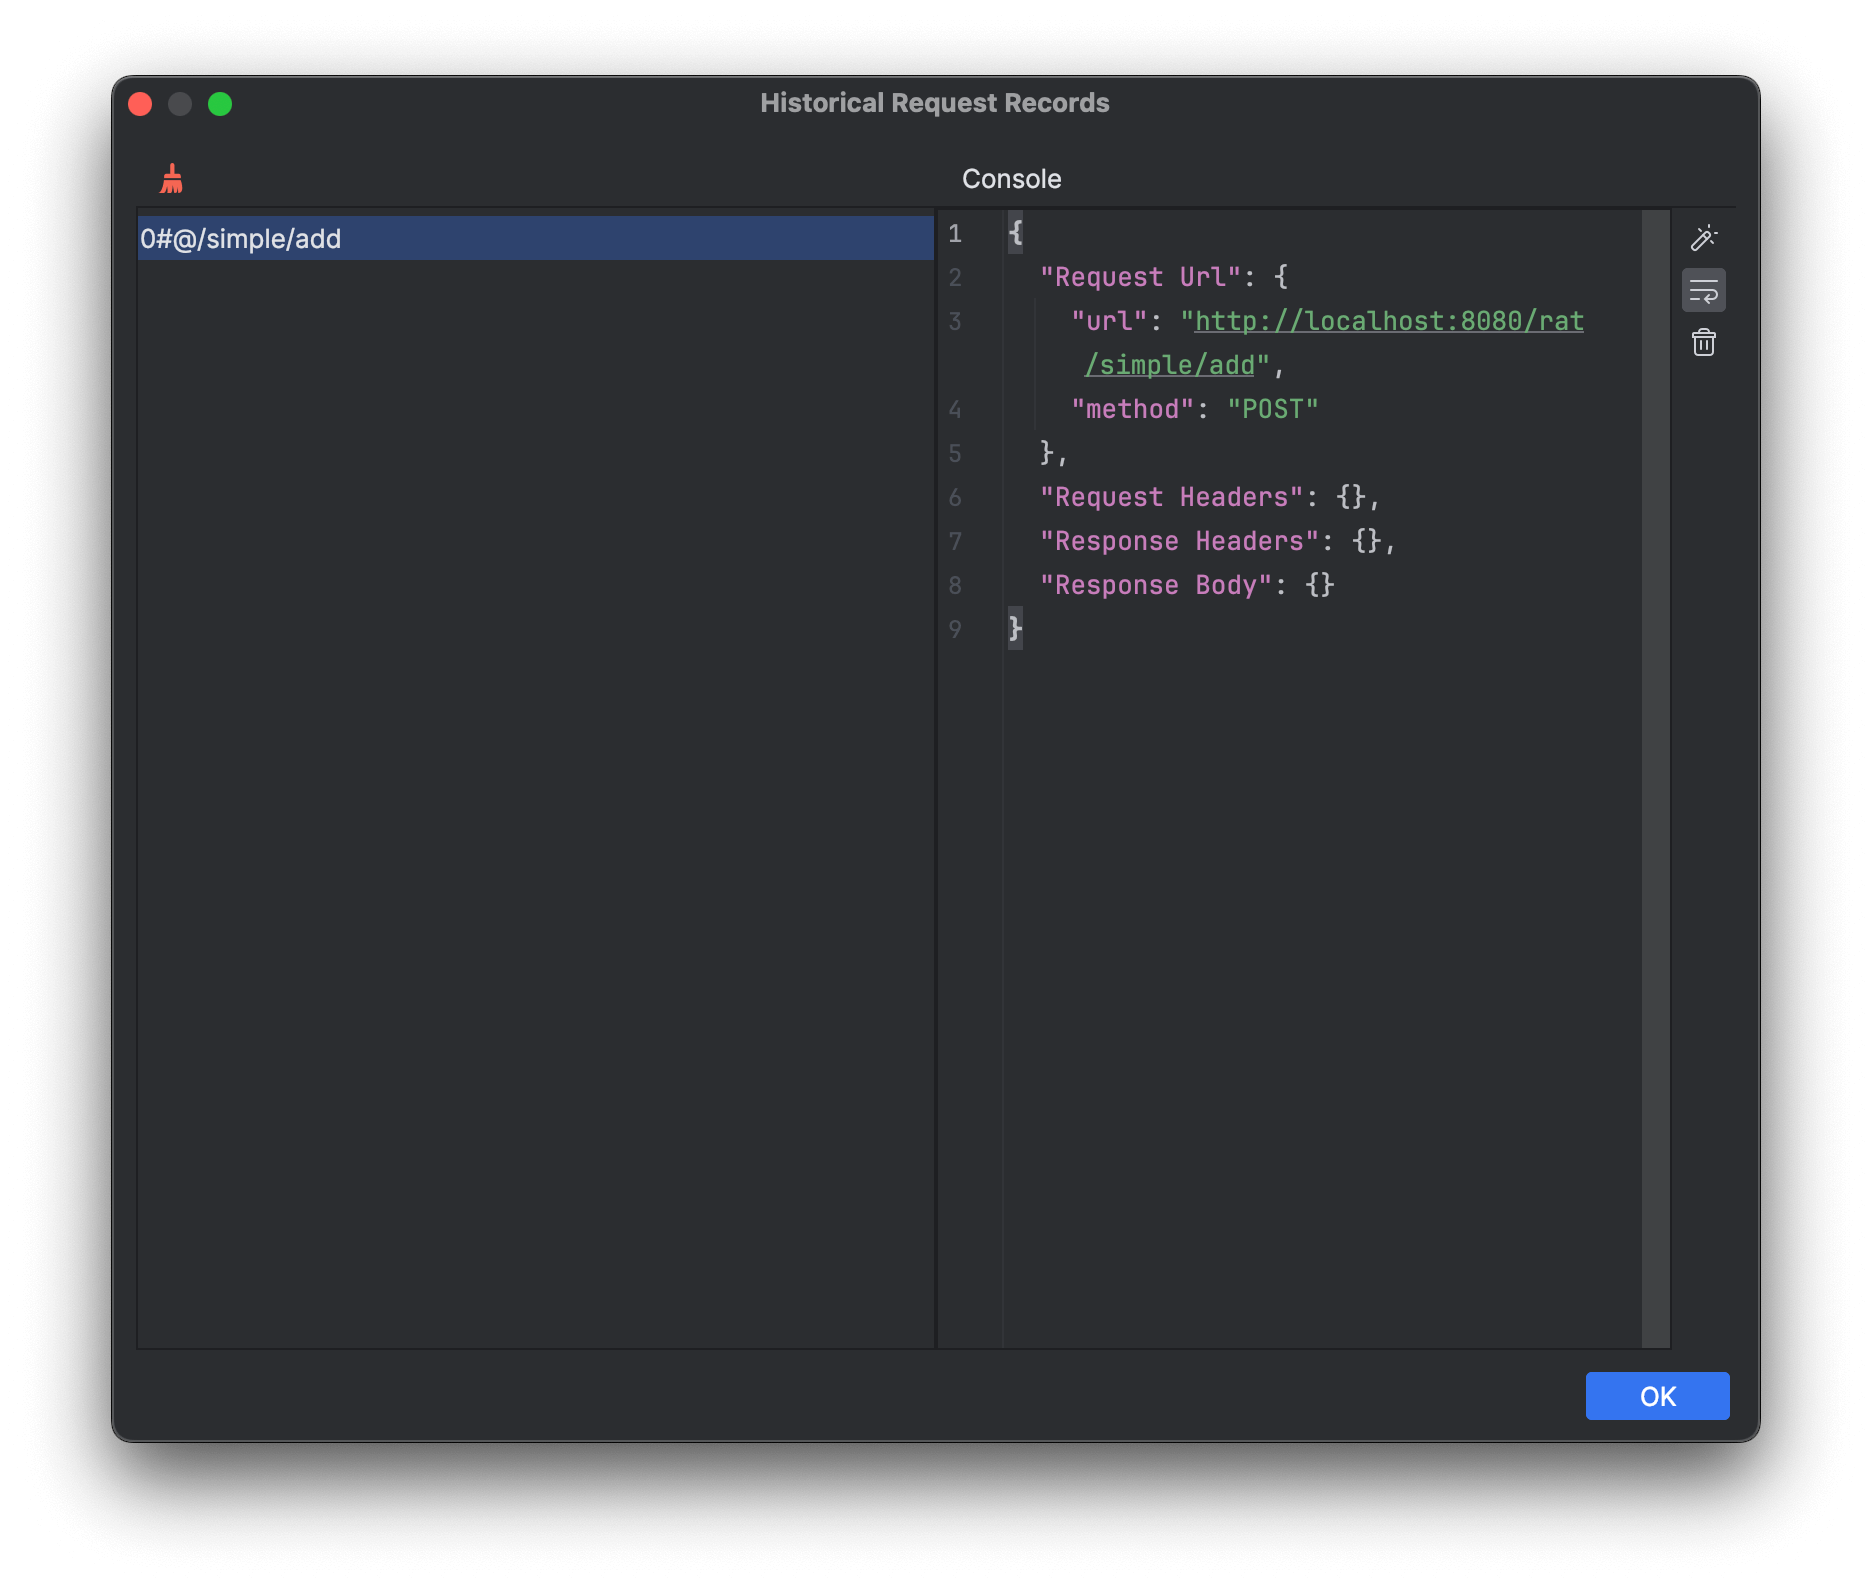 Historical Request Records
Console
0#@/simple/add
1 {
2 "Request Url": {
3 "url": "http://localhost:8080/rat
/simple/add",
4 "method": "POST"
5 },
6 "Request Headers": {},
7 "Response Headers": {},
8 "Response Body": {}
9 }
OK